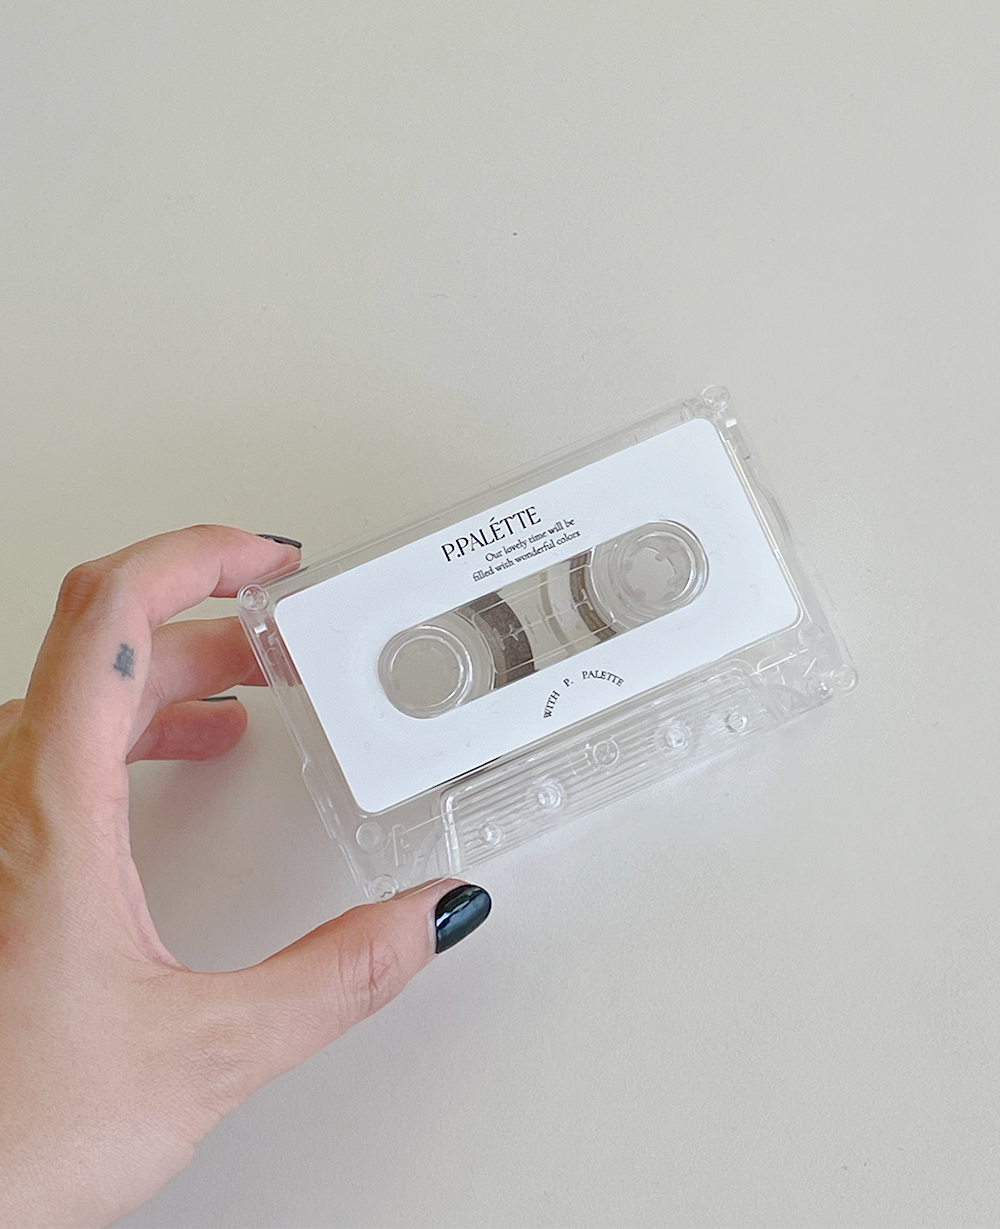 P.PALÉTTE
Our lovely time will be
filled with wonderful colors
WITH P. PALETTE